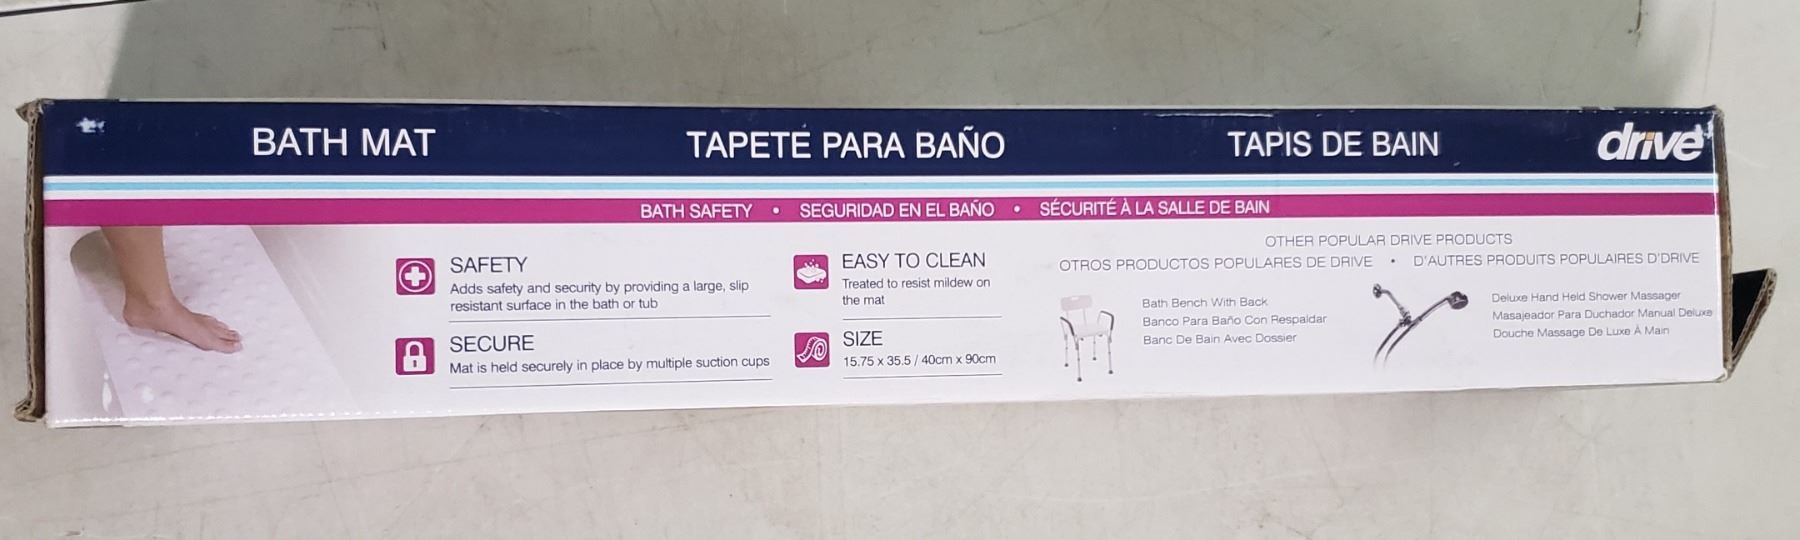 BATH MAT
TAPETE PARA BAÑO
TAPIS DE BAIN
drive
BATH SAFETY • SEGURIDAD EN EL BAÑO • SÉCURITÉ À LA SALLE DE BAIN
SAFETY
Adds safety and security by providing a large, slip
resistant surface in the bath or tub
SECURE
Mat is held securely in place by multiple suction cups
EASY TO CLEAN
Treated to resist mildew on
the mat
SIZE
15.75 x 35.5 / 40cm x 90cm
OTHER POPULAR DRIVE PRODUCTS
OTROS PRODUCTOS POPULARES DE DRIVE • D'AUTRES PRODUITS POPULAIRES D'DRIVE
Bath Bench With Back
Banco Para Baño Con Respaldar
Banc De Bain Avec Dossier
Deluxe Hand Held Shower Massager
Masajeador Para Duchador Manual Deluxe
Douche Massage De Luxe À Main